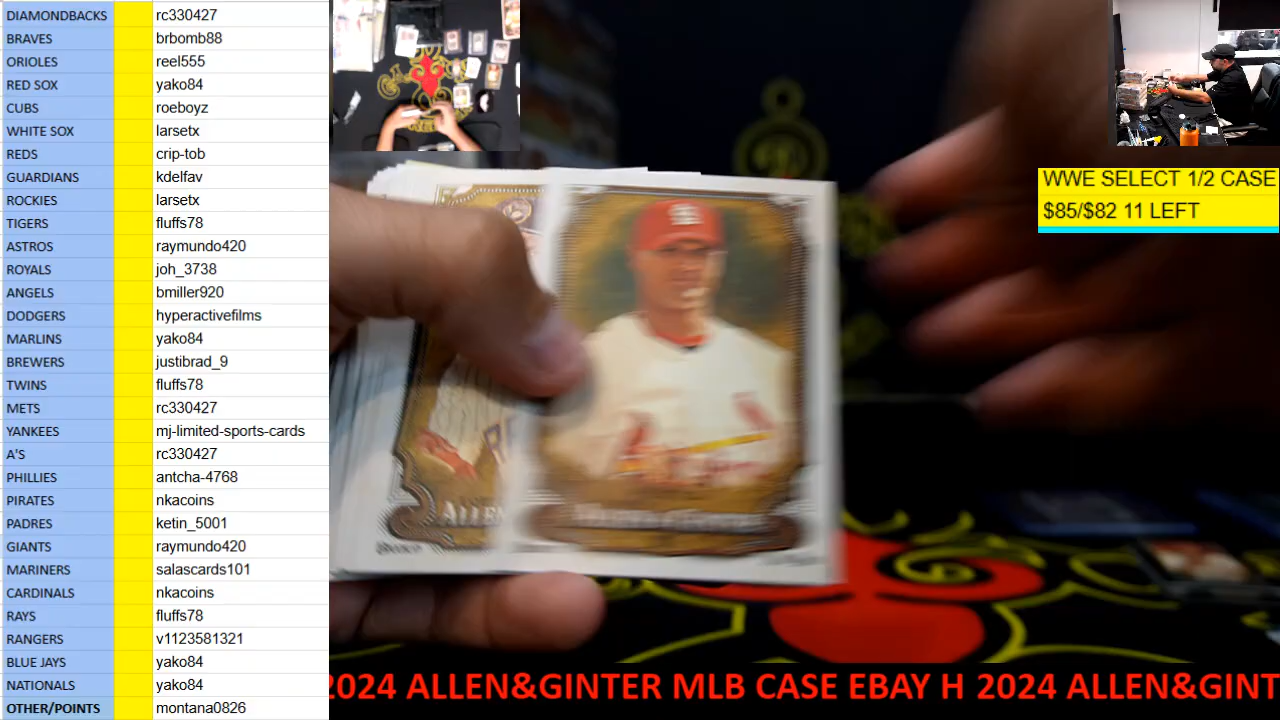 DIAMONDBACKS rc330427
BRAVES brbomb88
ORIOLES reel555
RED SOX yako84
CUBS roeboyz
WHITE SOX larsetx
REDS crip-tob
GUARDIANS kdelfav
ROCKIES larsetx
TIGERS fluffs78
ASTROS raymundo420
ROYALS joh_3738
ANGELS bmiller920
DODGERS hyperactivefilms
MARLINS yako84
BREWERS justibrad_9
TWINS fluffs78
METS rc330427
YANKEES mj-limited-sports-cards
A'S rc330427
PHILLIES antcha-4768
PIRATES nkacoins
PADRES ketin_5001
GIANTS raymundo420
MARINERS salascards101
CARDINALS nkacoins
RAYS fluffs78
RANGERS v1123581321
BLUE JAYS yako84
NATIONALS yako84
OTHER/POINTS montana0826
WWE SELECT 1/2 CASE
$85/$82 11 LEFT
ALLEN
2024 ALLEN&GINTER MLB CASE EBAY H 2024 ALLEN&GINT